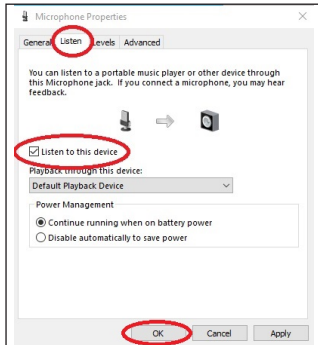 Microphone Properties
General Listen Levels Advanced
You can listen to a portable music player or other device through
this Microphone jack. If you connect a microphone, you may hear
feedback.
Listen to this device
Playback through this device:
Default Playback Device
Power Management
Continue running when on battery power
Disable automatically to save power
OK Cancel Apply